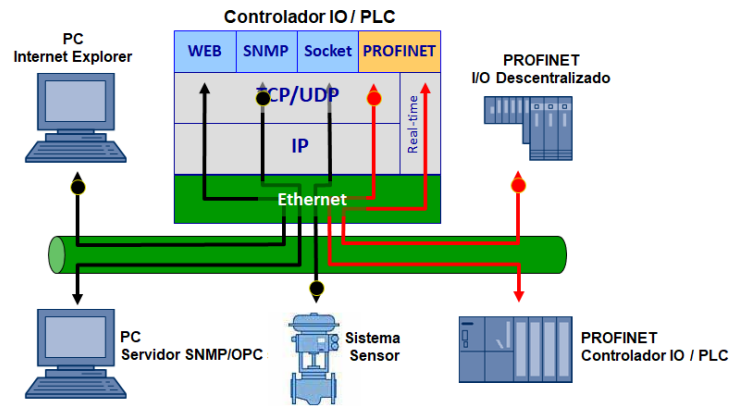 Controlador IO / PLC
PC
Internet Explorer
WEB
SNMP
Socket
PROFINET
PROFINET
I/O Descentralizado
TCP/UDP
Real-time
IP
Ethernet
PC
Servidor SNMP/OPC
Sistema
Sensor
PROFINET
Controlador IO / PLC